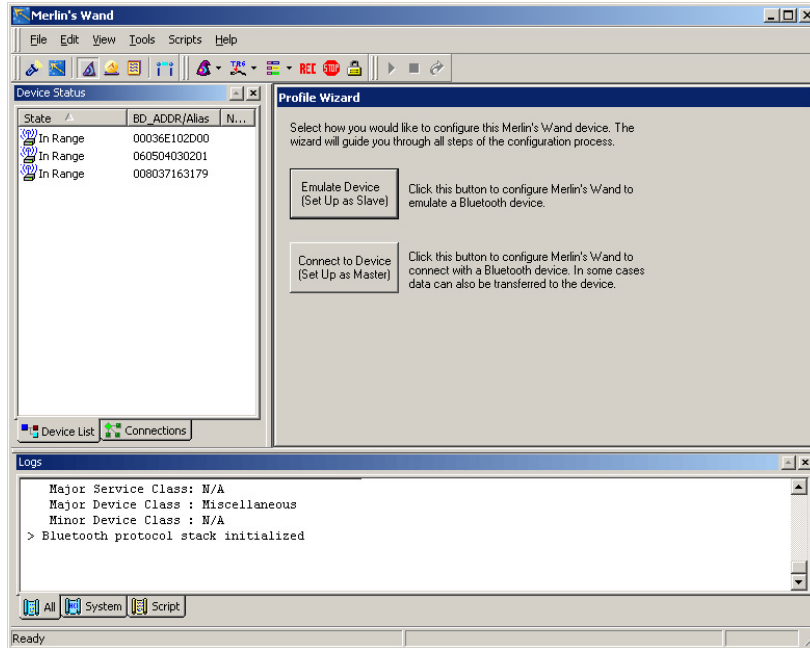 Merlin's Wand
File Edit View Tools Scripts Help
TR6 REC STOP
Device Status
State BD_ADDR/Alias N...
In Range 00036E102D00
In Range 060504030201
In Range 008037163179
Device List Connections
Profile Wizard
Select how you would like to configure this Merlin's Wand device. The
wizard will guide you through all steps of the configuration process.
Emulate Device
(Set Up as Slave)
Click this button to configure Merlin's Wand to
emulate a Bluetooth device.
Connect to Device
(Set Up as Master)
Click this button to configure Merlin's Wand to
connect with a Bluetooth device. In some cases
data can also be transferred to the device.
Logs
Major Service Class: N/A
Major Device Class : Miscellaneous
Minor Device Class : N/A
> Bluetooth protocol stack initialized
All System Script
Ready